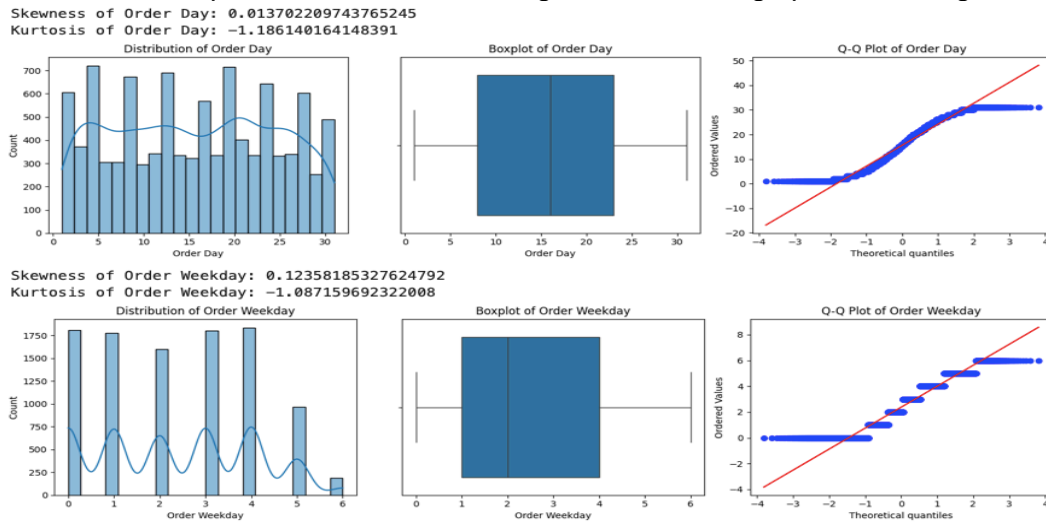 Skewness of Order Day: 0.013702209743765245
Kurtosis of Order Day: -1.186140164148391
Distribution of Order Day
Boxplot of Order Day
Q-Q Plot of Order Day
Count
700
600
500
400
300
200
100
0
0 5 10 15 20 25 30
Order Day
0 5 10 15 20 25 30
Order Day
Ordered Values
50
40
30
20
10
0
−10
−20
−4 −3 −2 −1 0 1 2 3 4
Theoretical quantiles
Skewness of Order Weekday: 0.12358185327624792
Kurtosis of Order Weekday: -1.087159692322008
Distribution of Order Weekday
Boxplot of Order Weekday
Q-Q Plot of Order Weekday
Count
1750
1500
1250
1000
750
500
250
0
0 1 2 3 4 5 6
Order Weekday
0 1 2 3 4 5 6
Order Weekday
Ordered Values
8
6
4
2
0
−2
−4
−4 −3 −2 −1 0 1 2 3 4
Theoretical quantiles